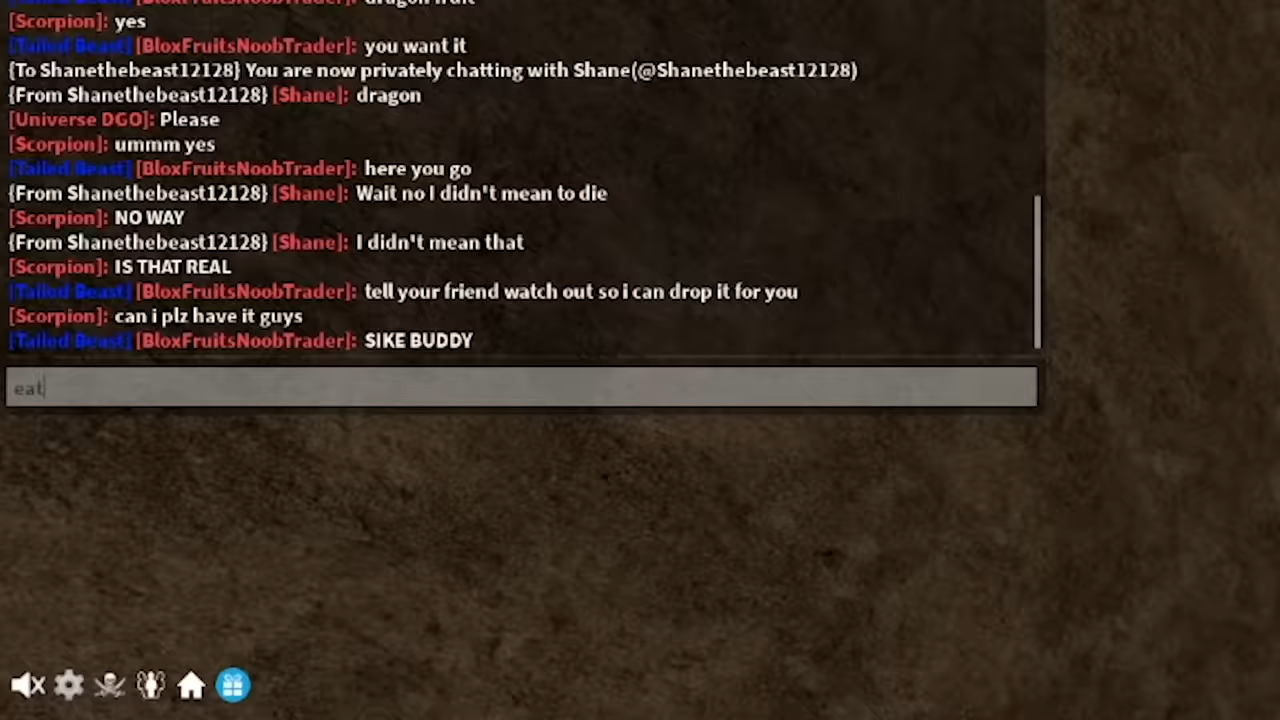 dragon fruit
[Scorpion]: yes
[Tailed Beast] [BloxFruitsNoobTrader]: you want it
{To Shanethebeast12128} You are now privately chatting with Shane(@Shanethebeast12128)
{From Shanethebeast12128} [Shane]: dragon
[Universe DGO]: Please
[Scorpion]: ummm yes
[Tailed Beast] [BloxFruitsNoobTrader]: here you go
{From Shanethebeast12128} [Shane]: Wait no I didn't mean to die
[Scorpion]: NO WAY
{From Shanethebeast12128} [Shane]: I didn't mean that
[Scorpion]: IS THAT REAL
[Tailed Beast] [BloxFruitsNoobTrader]: tell your friend watch out so i can drop it for you
[Scorpion]: can i plz have it guys
[Tailed Beast] [BloxFruitsNoobTrader]: SIKE BUDDY
eat